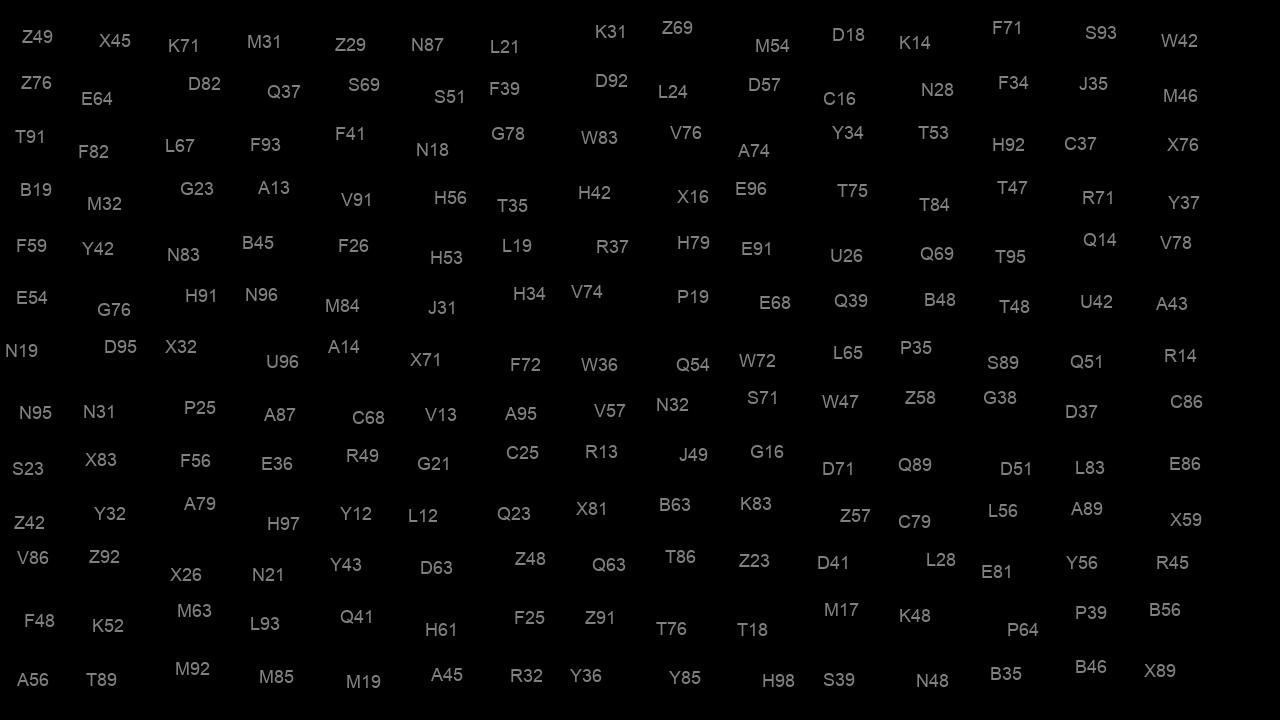 Z49 X45 K71 M31 Z29 N87 L21 K31 Z69 M54 D18 K14 F71 S93 W42
Z76 E64 D82 Q37 S69 S51 F39 D92 L24 D57 C16 N28 F34 J35 M46
T91 F82 L67 F93 F41 N18 G78 W83 V76 A74 Y34 T53 H92 C37 X76
B19 M32 G23 A13 V91 H56 T35 H42 X16 E96 T75 T84 T47 R71 Y37
F59 Y42 N83 B45 F26 H53 L19 R37 H79 E91 U26 Q69 T95 Q14 V78
E54 G76 H91 N96 M84 J31 H34 V74 P19 E68 Q39 B48 T48 U42 A43
N19 D95 X32 U96 A14 X71 F72 W36 Q54 W72 L65 P35 S89 Q51 R14
N95 N31 P25 A87 C68 V13 A95 V57 N32 S71 W47 Z58 G38 D37 C86
S23 X83 F56 E36 R49 G21 C25 R13 J49 G16 D71 Q89 D51 L83 E86
Z42 Y32 A79 H97 Y12 L12 Q23 X81 B63 K83 Z57 C79 L56 A89 X59
V86 Z92 X26 N21 Y43 D63 Z48 Q63 T86 Z23 D41 L28 E81 Y56 R45
F48 K52 M63 L93 Q41 H61 F25 Z91 T76 T18 M17 K48 P64 P39 B56
A56 T89 M92 M85 M19 A45 R32 Y36 Y85 H98 S39 N48 B35 B46 X89